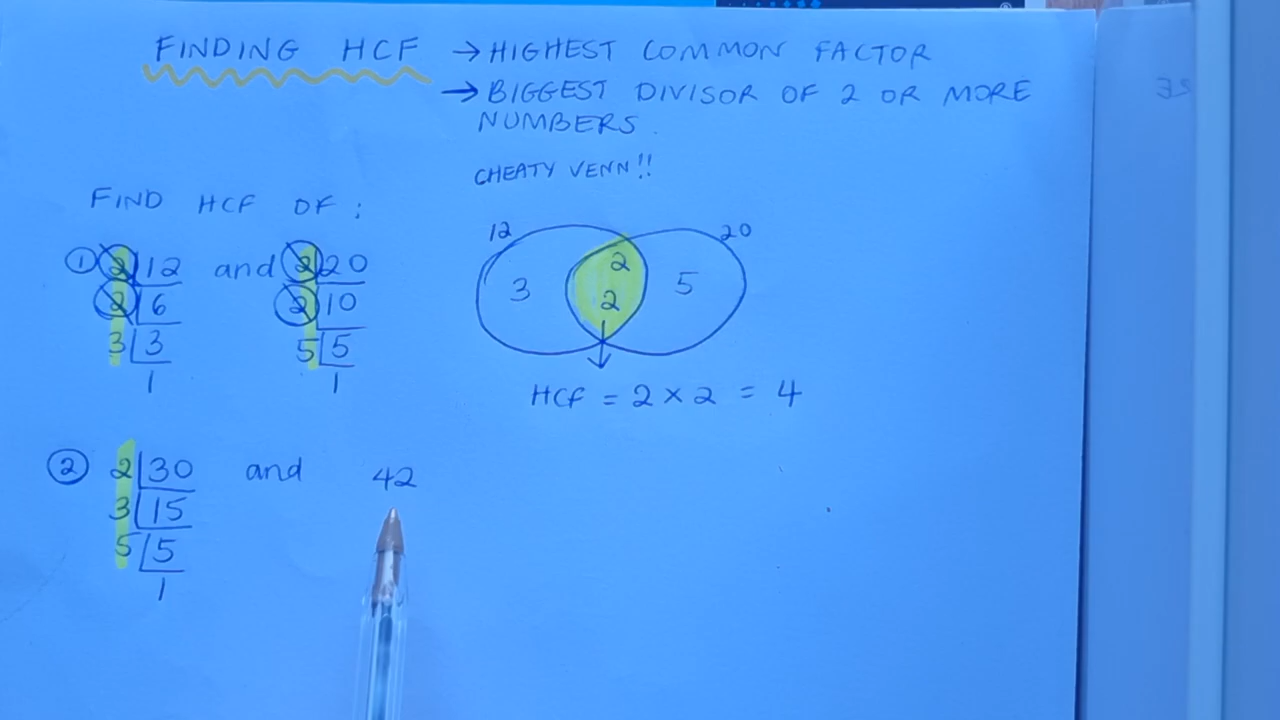 FINDING HCF → HIGHEST COMMON FACTOR
→ BIGGEST DIVISOR OF 2 OR MORE
NUMBERS.
CHEATY VENN!!
FIND HCF OF:
① 2 12 and 2 20
2 6 2 10
3 3 5 5
1 1
12 20
3 2 5
2
HCF = 2 × 2 = 4
② 2 30 and 42
3 15
5 5
1